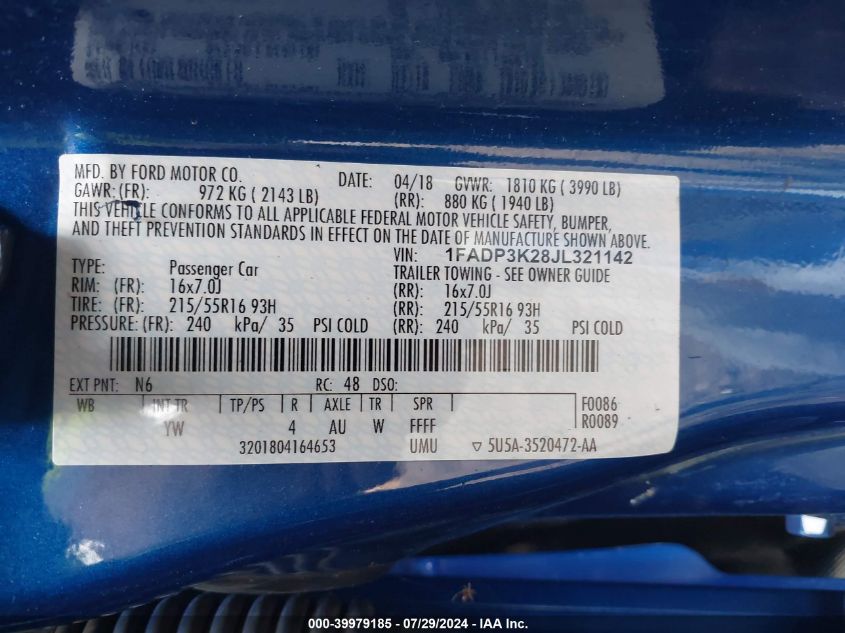 MFD. BY FORD MOTOR CO. DATE: 04/18 GVWR: 1810 KG ( 3990 LB)
GAWR: (FR): 972 KG ( 2143 LB) (RR): 880 KG ( 1940 LB)
THIS VEHICLE CONFORMS TO ALL APPLICABLE FEDERAL MOTOR VEHICLE SAFETY, BUMPER,
AND THEFT PREVENTION STANDARDS IN EFFECT ON THE DATE OF MANUFACTURE SHOWN ABOVE.
VIN: 1FADP3K28JL321142
TYPE: Passenger Car TRAILER TOWING - SEE OWNER GUIDE
RIM: (FR): 16x7.0J (RR): 16x7.0J
TIRE: (FR): 215/55R16 93H (RR): 215/55R16 93H
PRESSURE: (FR): 240 kPa/ 35 PSI COLD (RR): 240 kPa/ 35 PSI COLD
EXT PNT: N6 RC: 48 DSO:
WB INT TR TP/PS R AXLE TR SPR F0086
YW 4 AU W FFFF R0089
3201804164653 UMU ▽ 5U5A-3520472-AA
000-39979185 - 07/29/2024 - IAA Inc.